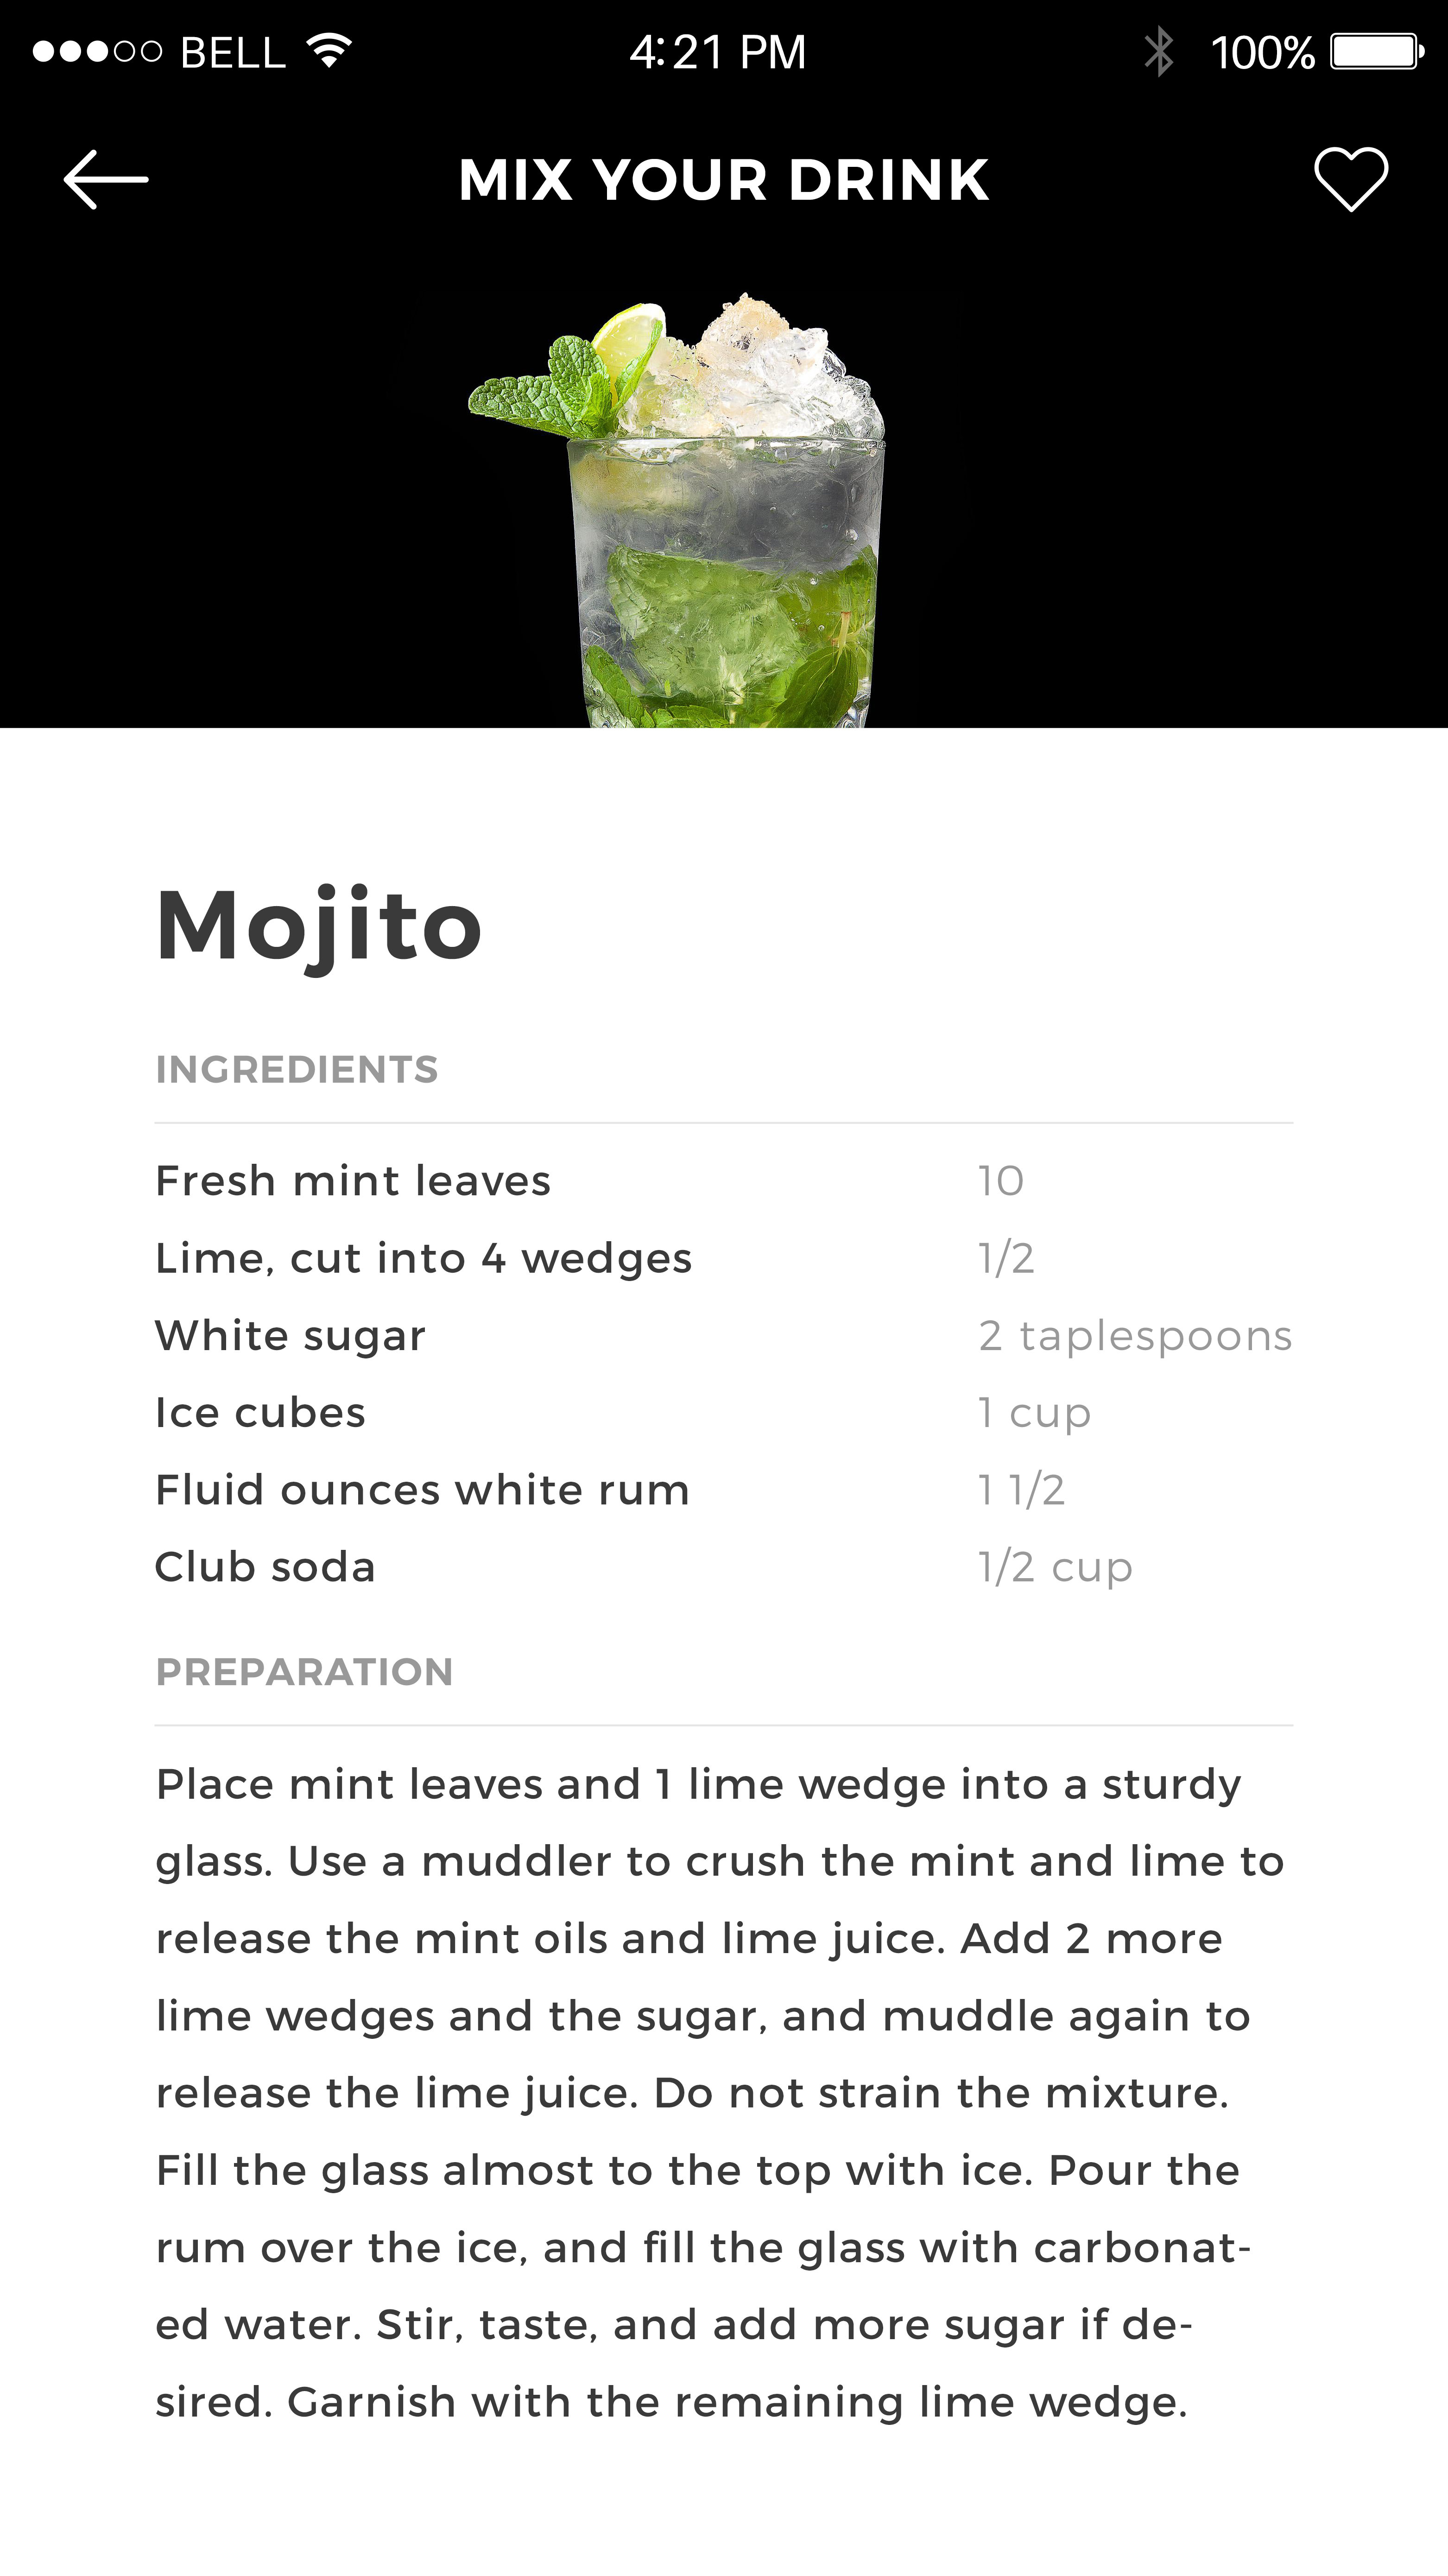 BELL 4:21 PM 100%
MIX YOUR DRINK
Mojito
INGREDIENTS
Fresh mint leaves 10
Lime, cut into 4 wedges 1/2
White sugar 2 taplespoons
Ice cubes 1 cup
Fluid ounces white rum 1 1/2
Club soda 1/2 cup
PREPARATION
Place mint leaves and 1 lime wedge into a sturdy
glass. Use a muddler to crush the mint and lime to
release the mint oils and lime juice. Add 2 more
lime wedges and the sugar, and muddle again to
release the lime juice. Do not strain the mixture.
Fill the glass almost to the top with ice. Pour the
rum over the ice, and fill the glass with carbonat-
ed water. Stir, taste, and add more sugar if de-
sired. Garnish with the remaining lime wedge.